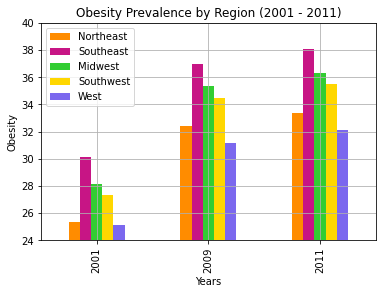 Obesity Prevalence by Region (2001 - 2011)
Northeast
Southeast
Midwest
Southwest
West
Obesity
40
38
36
34
32
30
28
26
24
2001
2009
2011
Years